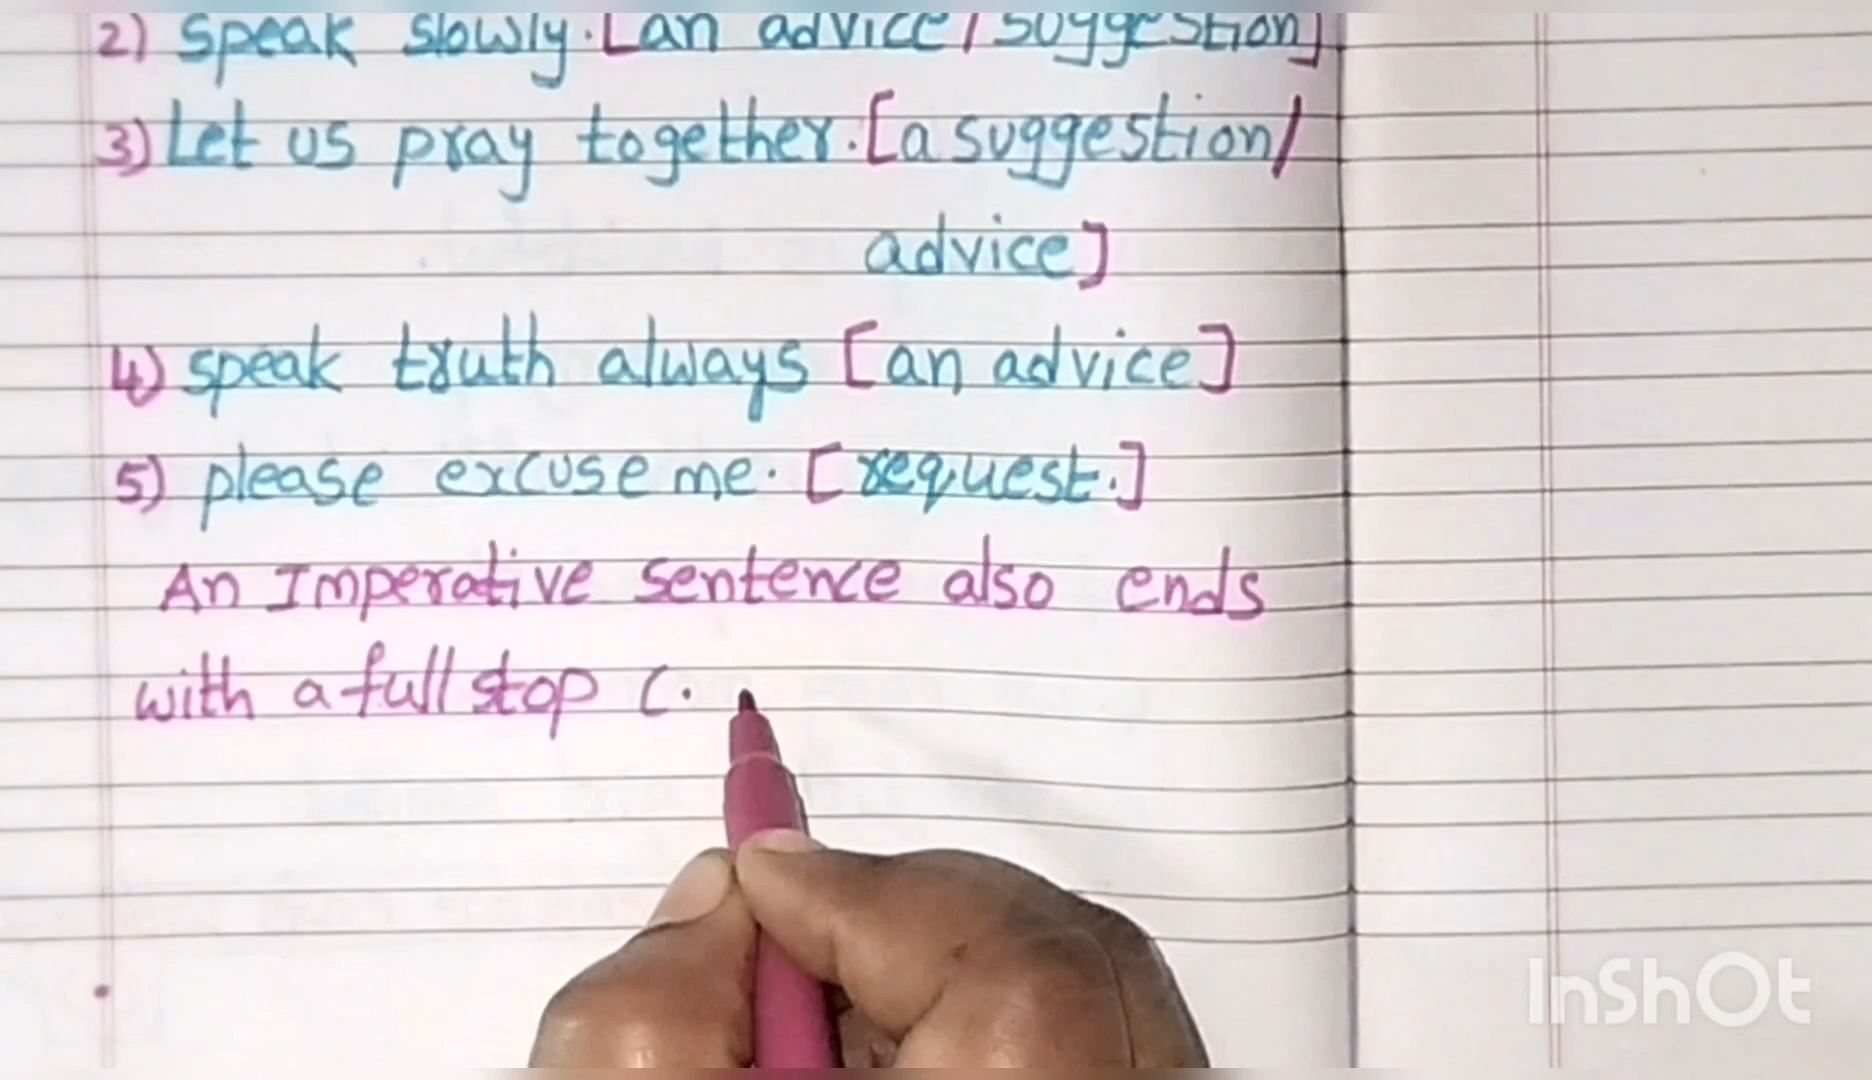 2) speak slowly. [an advice / suggestion]
3) Let us pray together. [a suggestion /
advice]
4) speak truth always [an advice]
5) please excuse me. [request.]
An Imperative sentence also ends
with a full stop (.
InShOt